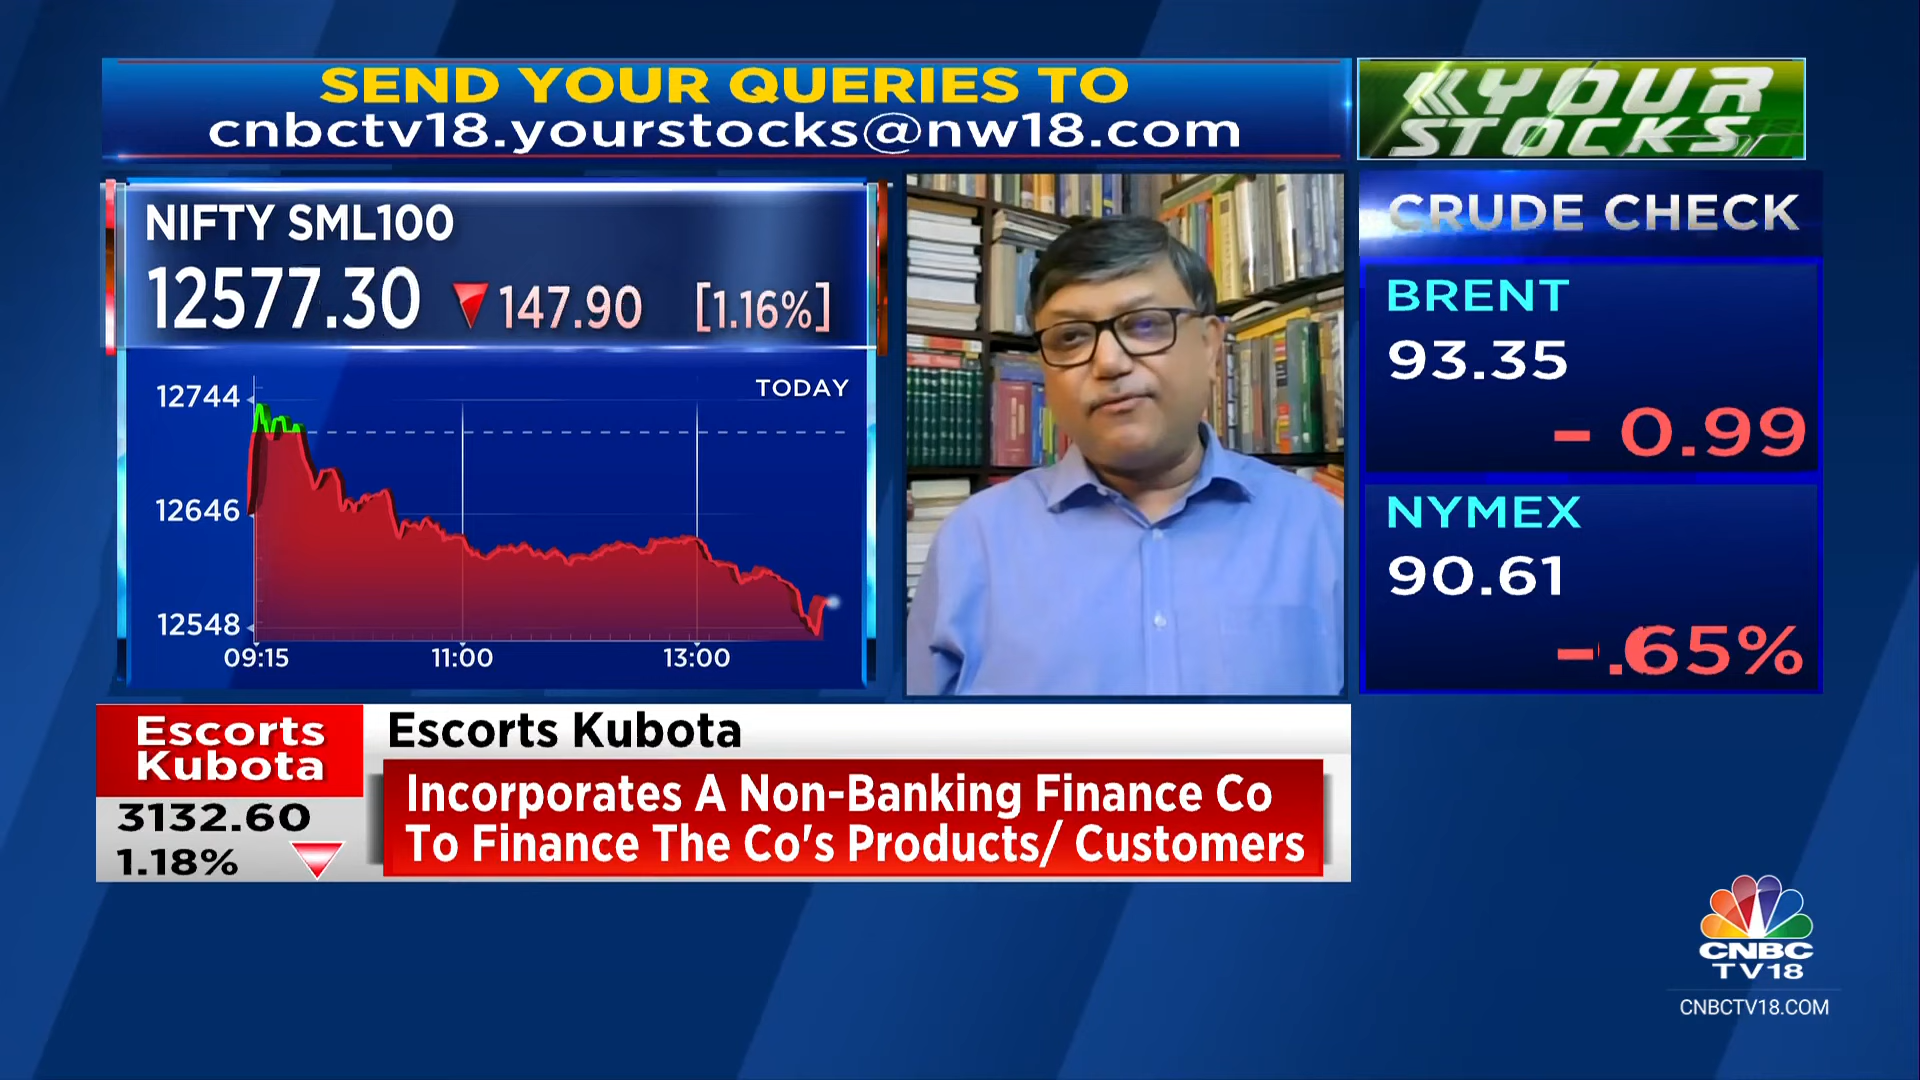 SEND YOUR QUERIES TO
cnbctv18.yourstocks@nw18.com
YOUR
STOCKS
NIFTY SML100
12577.30 147.90 [1.16%]
TODAY
12744
12646
12548
09:15 11:00 13:00
CRUDE CHECK
BRENT
93.35
- 0.99
NYMEX
90.61
-.65%
Escorts
Kubota
3132.60
1.18%
Escorts Kubota
Incorporates A Non-Banking Finance Co
To Finance The Co's Products/ Customers
CNBC
TV18
CNBCTV18.COM